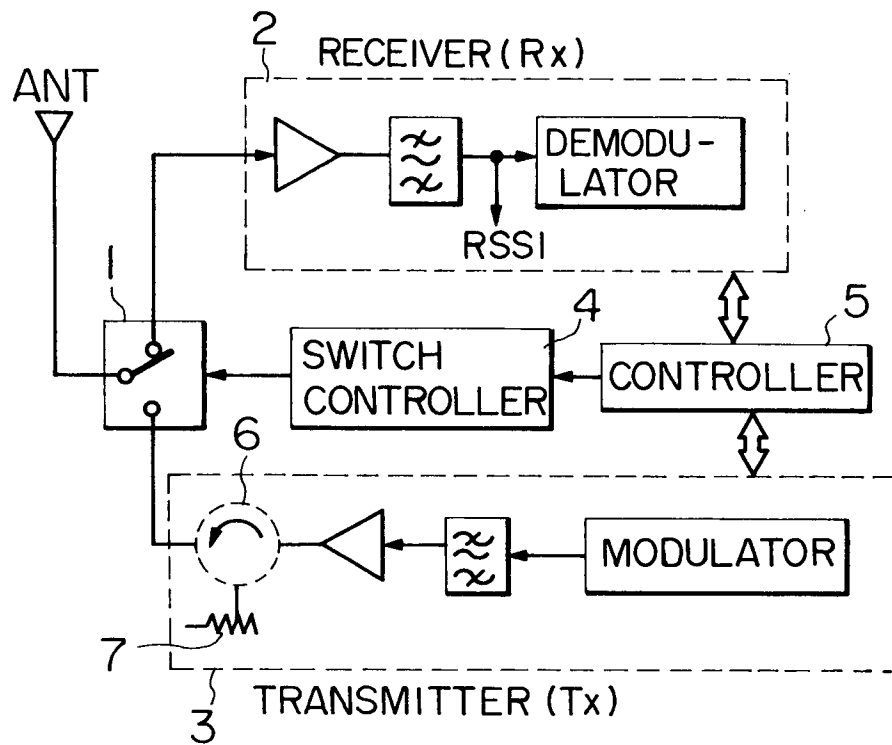 2
RECEIVER (Rx)
ANT
DEMODU-
LATOR
RSSI
1
4
5
SWITCH
CONTROLLER
CONTROLLER
6
MODULATOR
7
3
TRANSMITTER (Tx)